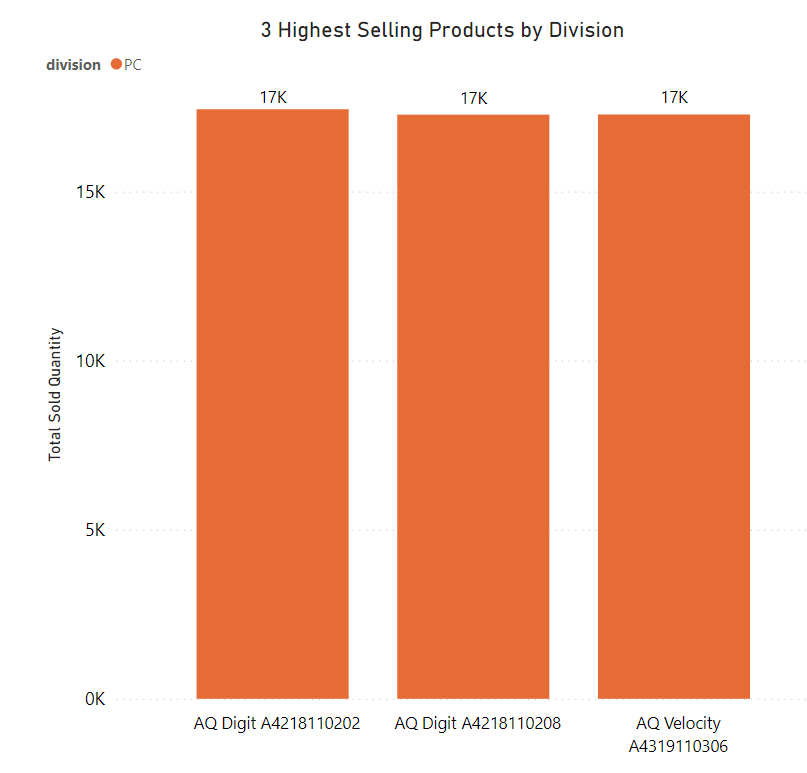 3 Highest Selling Products by Division
division PC
17K 17K 17K
15K
10K
5K
0K
Total Sold Quantity
AQ Digit A4218110202 AQ Digit A4218110208 AQ Velocity
A4319110306